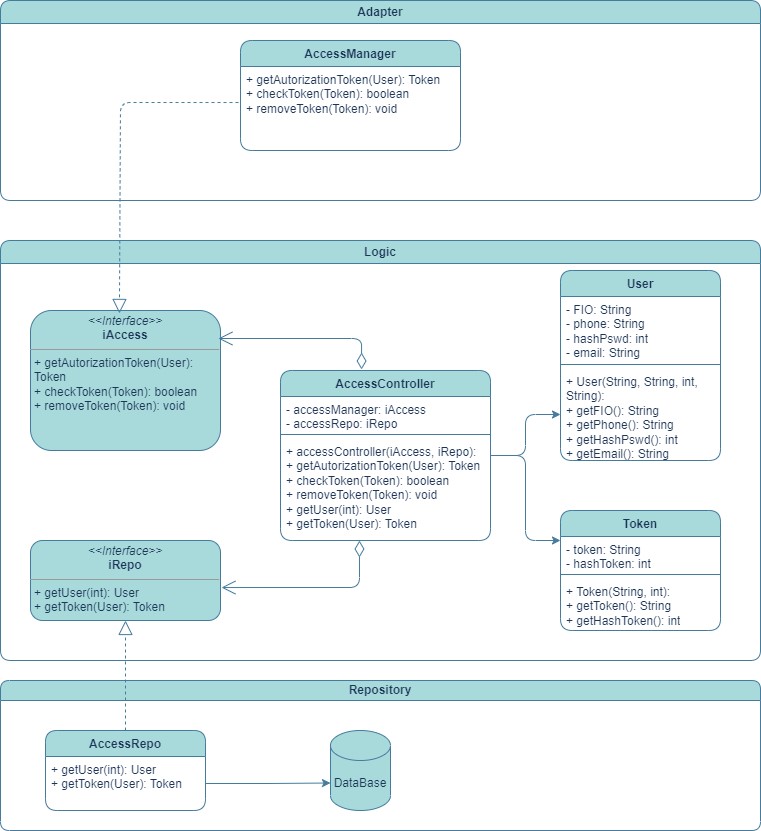 Adapter
AccessManager
+ getAutorizationToken(User): Token
+ checkToken(Token): boolean
+ removeToken(Token): void
Logic
<<Interface>>
iAccess
+ getAutorizationToken(User):
Token
+ checkToken(Token): boolean
+ removeToken(Token): void
AccessController
- accessManager: iAccess
- accessRepo: iRepo
+ accessController(iAccess, iRepo):
+ getAutorizationToken(User): Token
+ checkToken(Token): boolean
+ removeToken(Token): void
+ getUser(int): User
+ getToken(User): Token
User
- FIO: String
- phone: String
- hashPswd: int
- email: String
+ User(String, String, int,
String):
+ getFIO(): String
+ getPhone(): String
+ getHashPswd(): int
+ getEmail(): String
<<Interface>>
iRepo
+ getUser(int): User
+ getToken(User): Token
Token
- token: String
- hashToken: int
+ Token(String, int):
+ getToken(): String
+ getHashToken(): int
Repository
AccessRepo
+ getUser(int): User
+ getToken(User): Token
DataBase